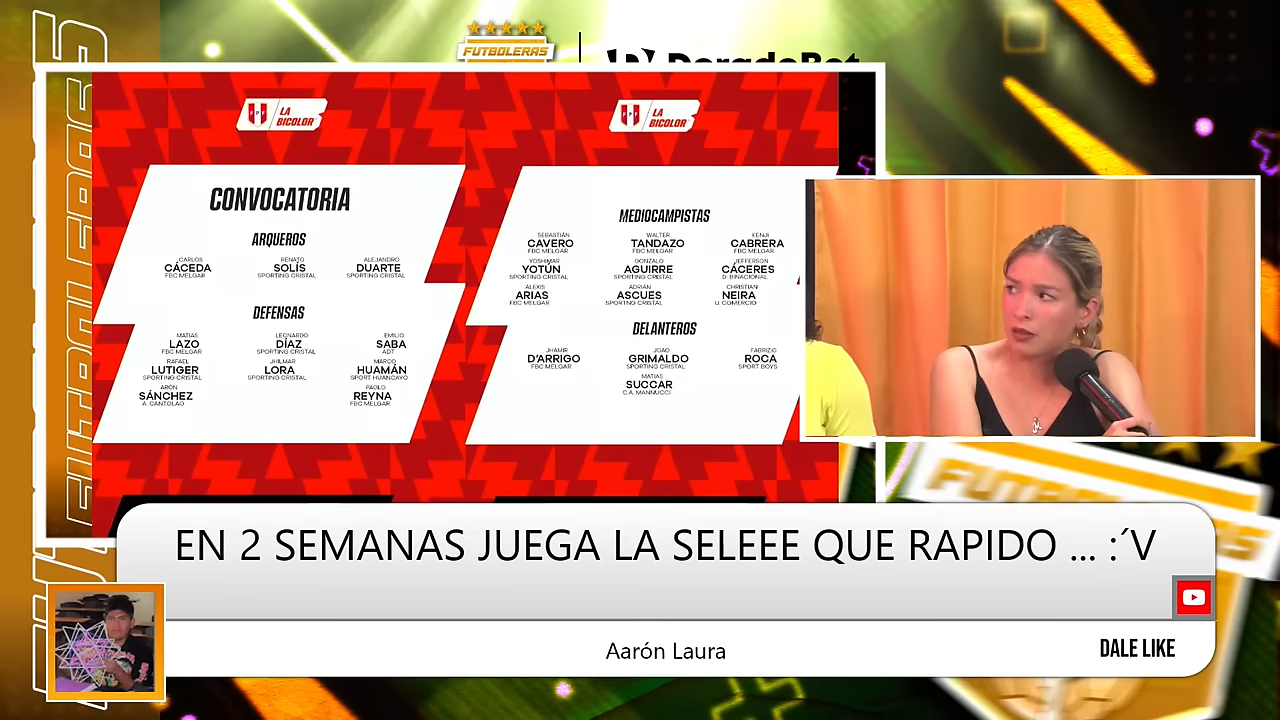 FUTBOLERAS
DoradoBet
LA
BICOLOR
LA
BICOLOR
CONVOCATORIA
ARQUEROS
CARLOS
CÁCEDA
FBC MELGAR
RENATO
SOLÍS
SPORTING CRISTAL
ALEJANDRO
DUARTE
SPORTING CRISTAL
DEFENSAS
MATIAS
LAZO
FBC MELGAR
LEONARDO
DÍAZ
SPORTING CRISTAL
EMILIO
SABA
ADT
RAFAEL
LUTIGER
SPORTING CRISTAL
JHILMAR
LORA
SPORTING CRISTAL
MARCO
HUAMÁN
SPORT HUANCAYO
ARÓN
SÁNCHEZ
A. CANTOLAO
PAOLO
REYNA
FBC MELGAR
MEDIOCAMPISTAS
SEBASTIÁN
CAVERO
FBC MELGAR
WALTER
TANDAZO
FBC MELGAR
KENJI
CABRERA
FBC MELGAR
YOSHIMAR
YOTÚN
SPORTING CRISTAL
GONZALO
AGUIRRE
SPORTING CRISTAL
JEFFERSON
CÁCERES
D. BINACIONAL
ALEXIS
ARIAS
FBC MELGAR
ADRIÁN
ASCUES
SPORTING CRISTAL
CHRISTIAN
NEIRA
U. COMERCIO
DELANTEROS
JHAMIR
D'ARRIGO
FBC MELGAR
JOAO
GRIMALDO
SPORTING CRISTAL
FABRIZIO
ROCA
SPORT BOYS
MATIAS
SUCCAR
C.A. MANNUCCI
EN 2 SEMANAS JUEGA LA SELEEE QUE RAPIDO ... :´V
Aarón Laura
DALE LIKE